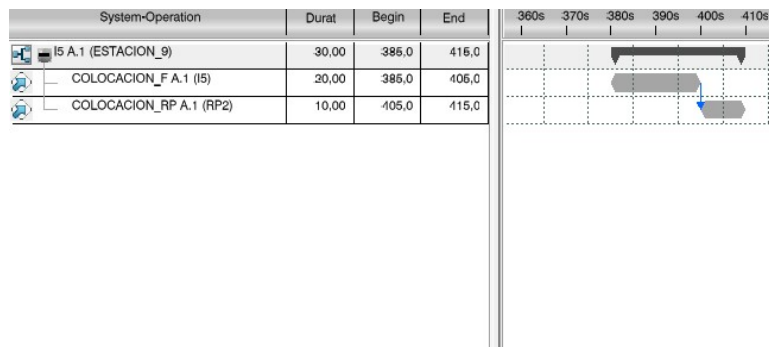 System-Operation Durat Begin End 360s 370s 380s 390s 400s 410s
I5 A.1 (ESTACION_9) 30,00 385,0 415,0
COLOCACION_F A.1 (I5) 20,00 385,0 405,0
COLOCACION_RP A.1 (RP2) 10,00 405,0 415,0